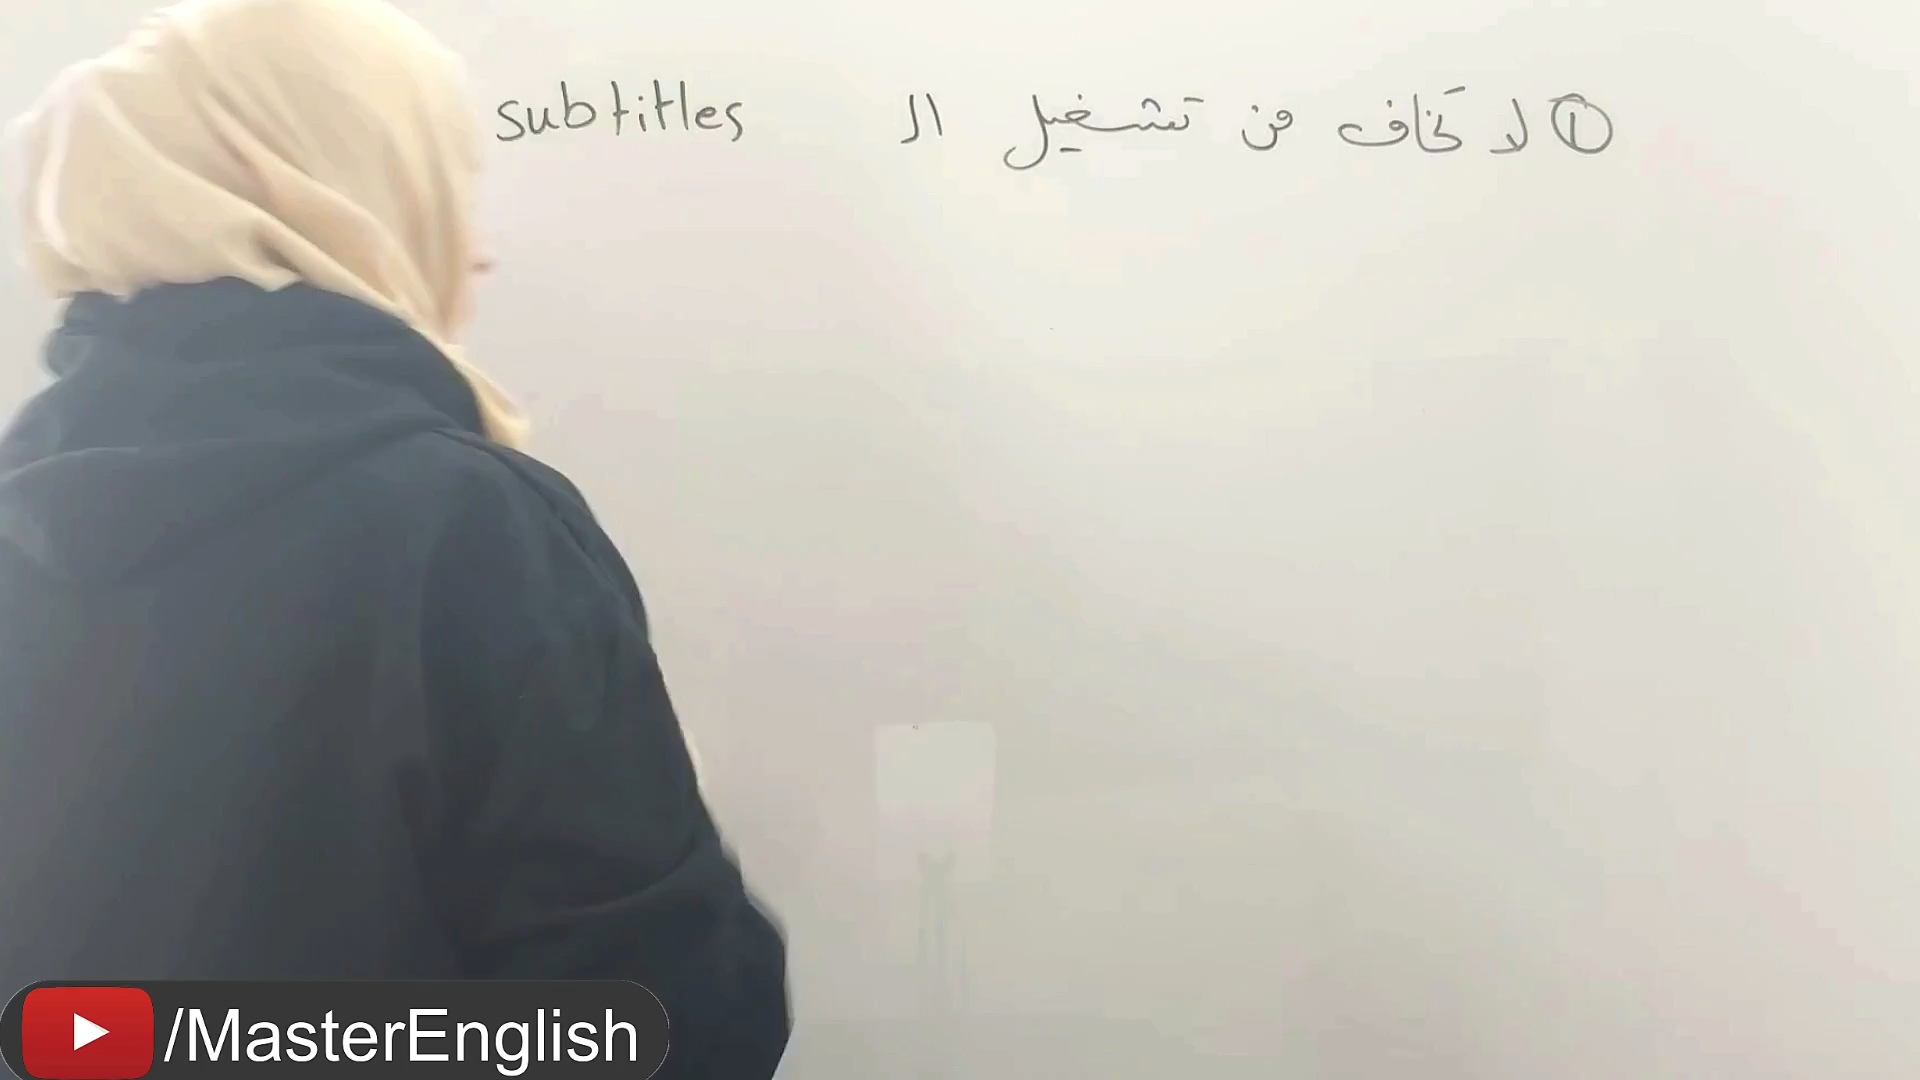 ① لا تخاف من تشغيل ال subtitles
/MasterEnglish